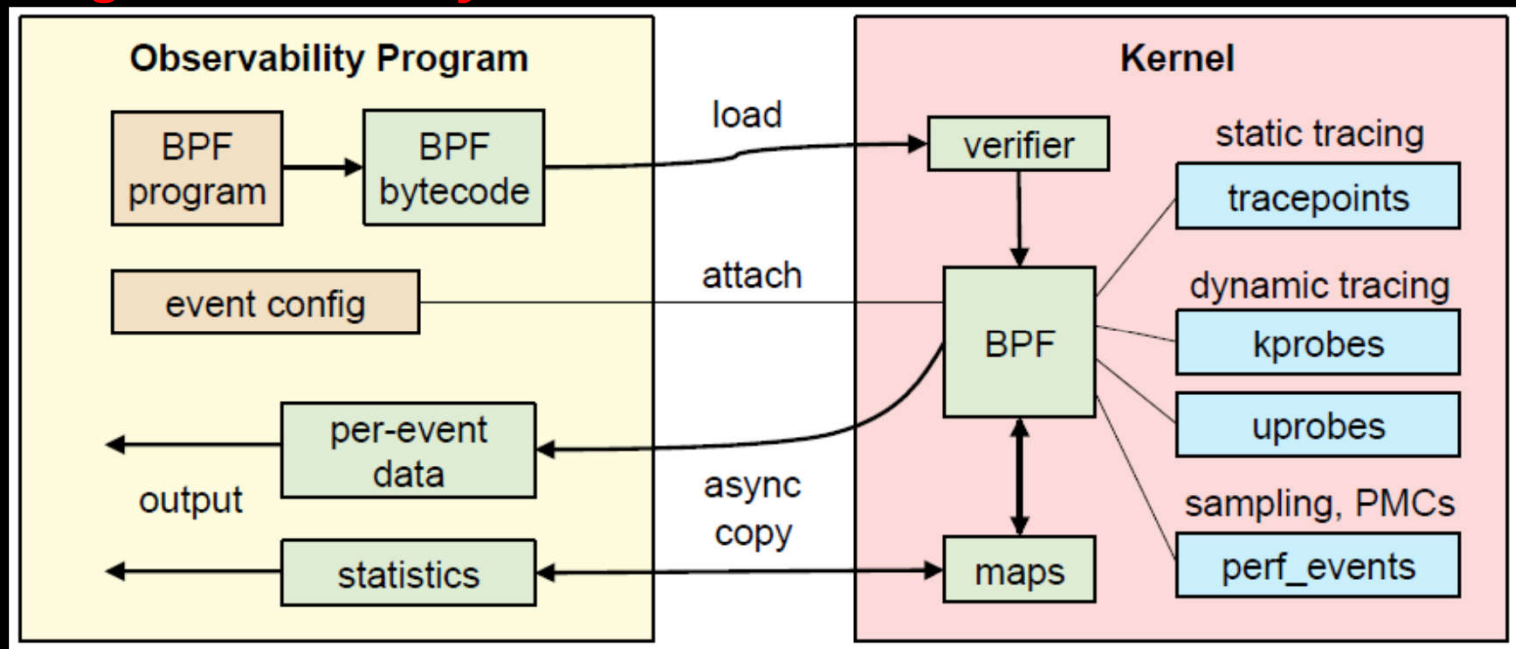 Observability Program
Kernel
BPF
program
BPF
bytecode
load
verifier
static tracing
tracepoints
event config
attach
BPF
dynamic tracing
kprobes
uprobes
per-event
data
output
async
copy
sampling, PMCs
perf_events
statistics
maps